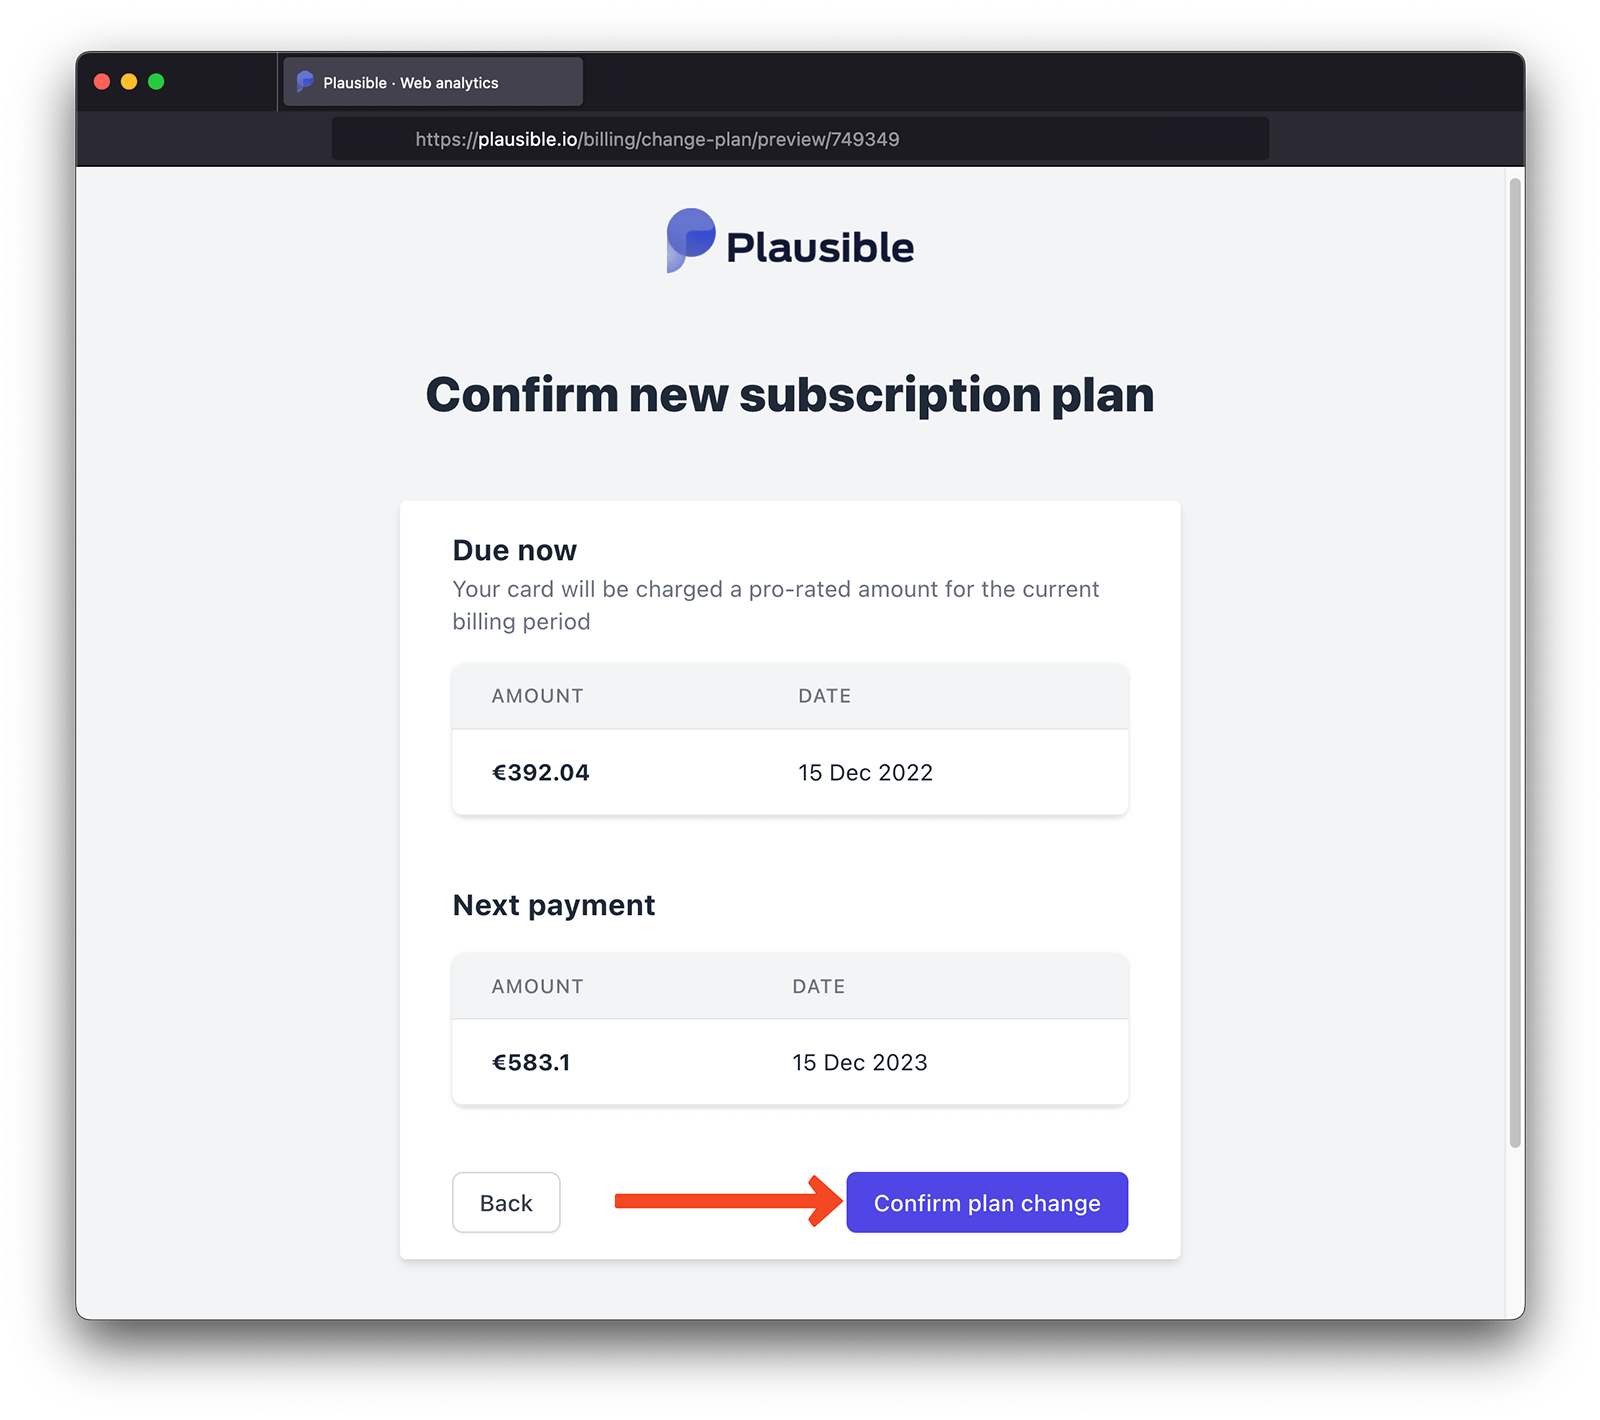 Plausible · Web analytics
https://plausible.io/billing/change-plan/preview/749349
Plausible
Confirm new subscription plan
Due now
Your card will be charged a pro-rated amount for the current
billing period
AMOUNT DATE
€392.04 15 Dec 2022
Next payment
AMOUNT DATE
€583.1 15 Dec 2023
Back Confirm plan change